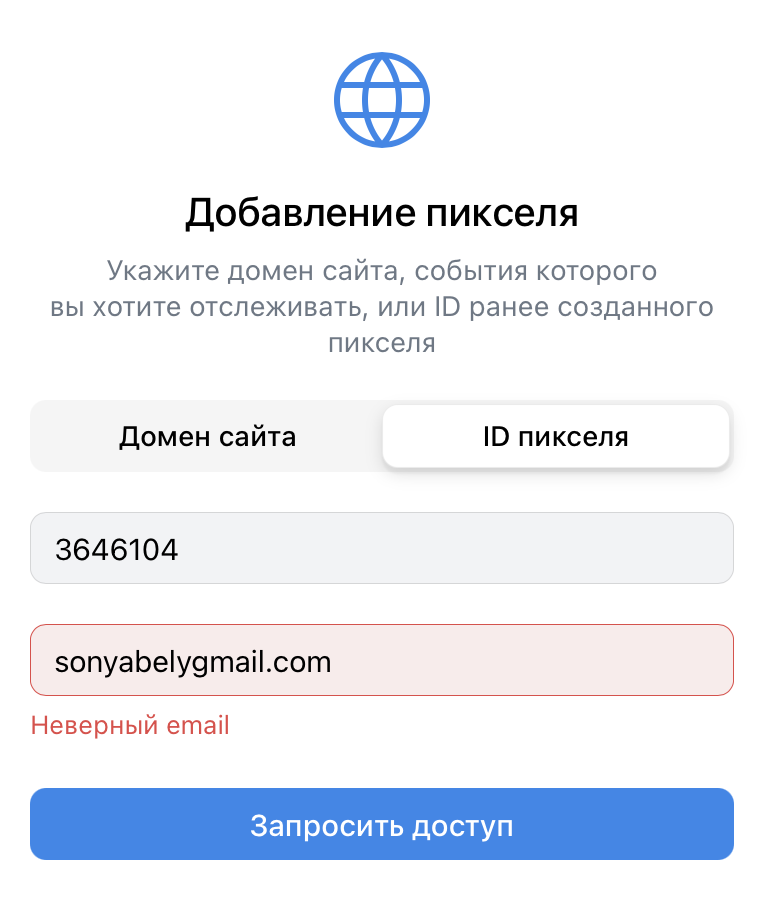 Добавление пикселя
Укажите домен сайта, события которого
вы хотите отслеживать, или ID ранее созданного
пикселя
Домен сайта
ID пикселя
3646104
sonyabelygmail.com
Неверный email
Запросить доступ